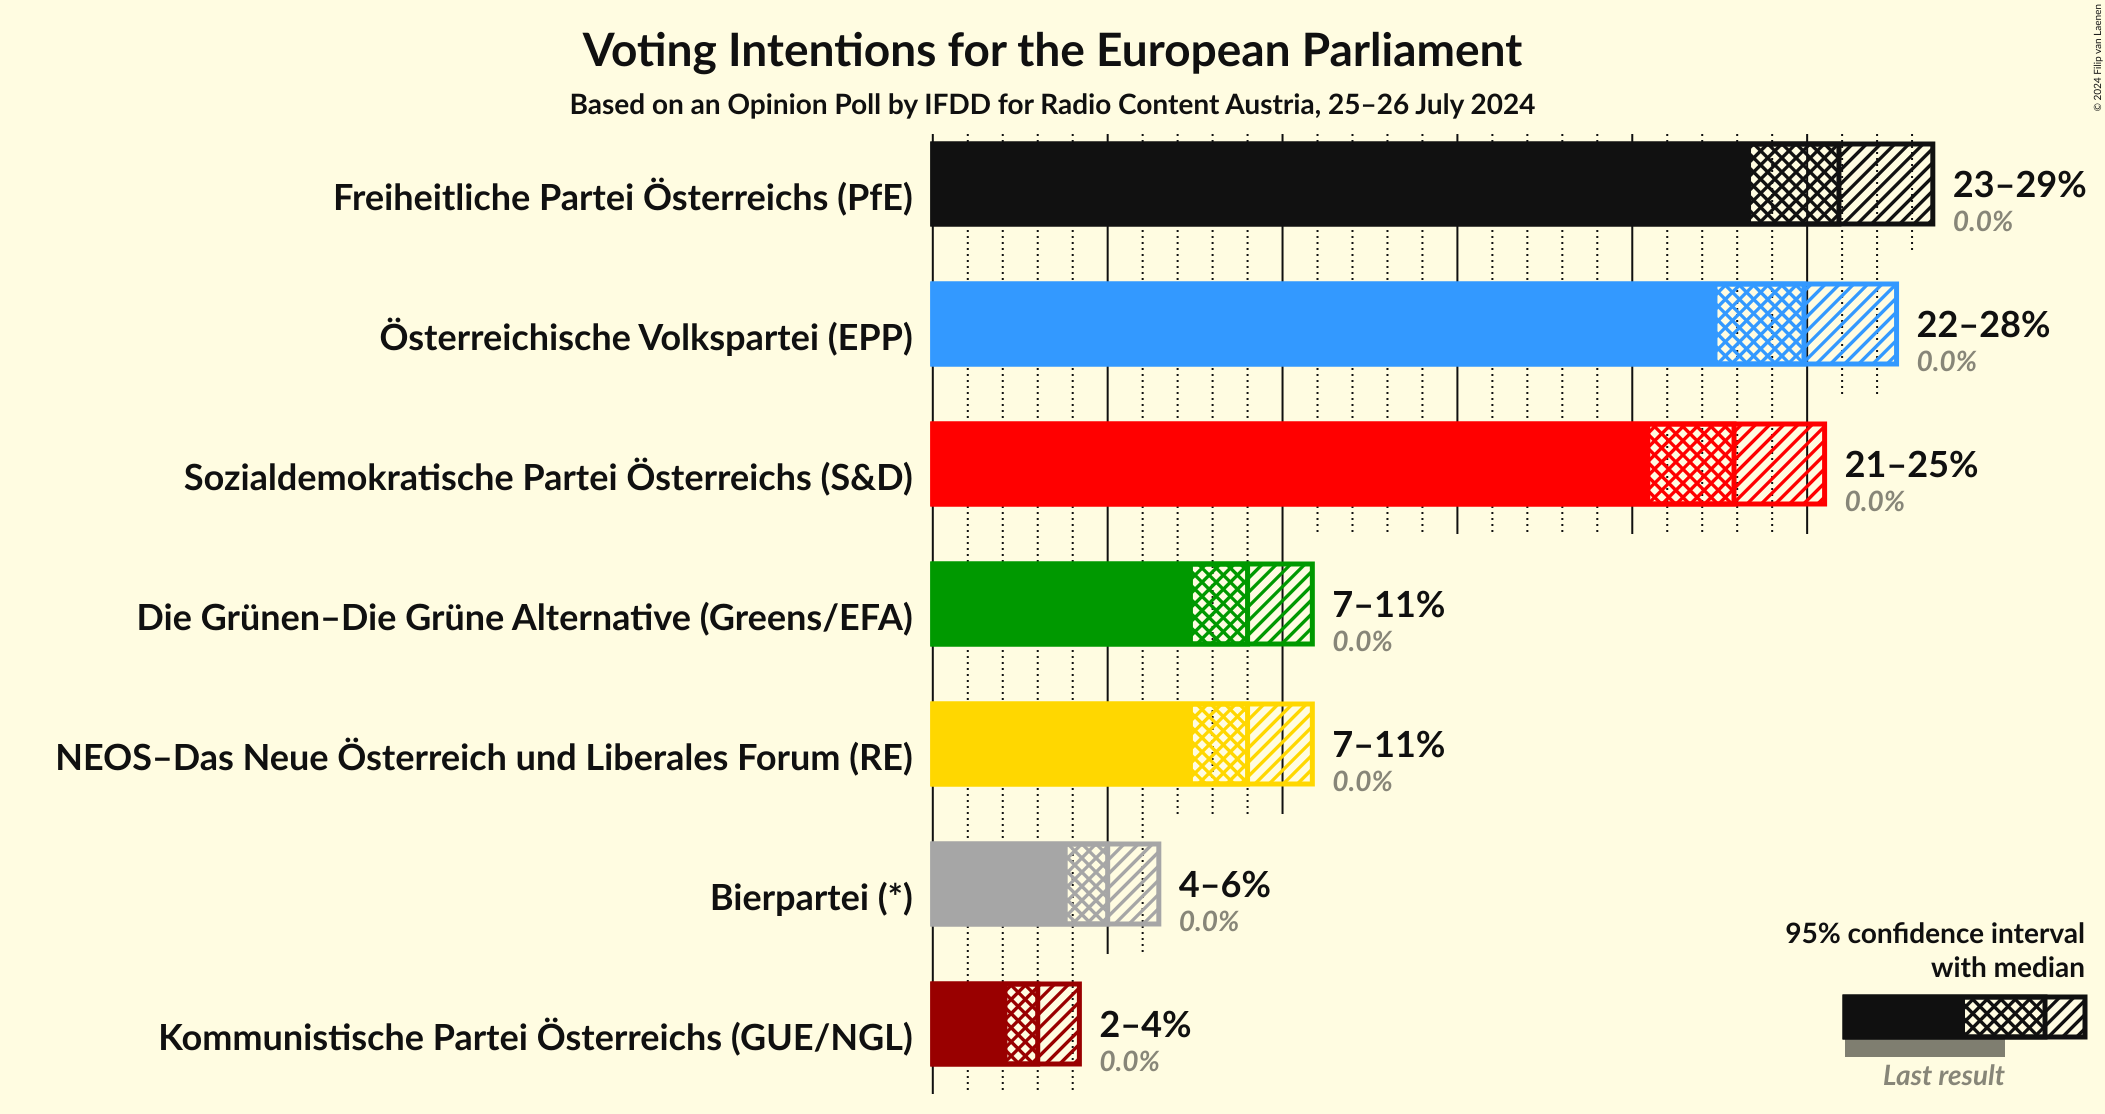 Voting Intentions for the European Parliament
Based on an Opinion Poll by IFDD for Radio Content Austria, 25–26 July 2024
© 2024 Filip van Laenen
Freiheitliche Partei Österreichs (PfE)
23–29%
0.0%
Österreichische Volkspartei (EPP)
22–28%
0.0%
Sozialdemokratische Partei Österreichs (S&D)
21–25%
0.0%
Die Grünen–Die Grüne Alternative (Greens/EFA)
7–11%
0.0%
NEOS–Das Neue Österreich und Liberales Forum (RE)
7–11%
0.0%
Bierpartei (*)
4–6%
0.0%
Kommunistische Partei Österreichs (GUE/NGL)
2–4%
0.0%
95% confidence interval
with median
Last result